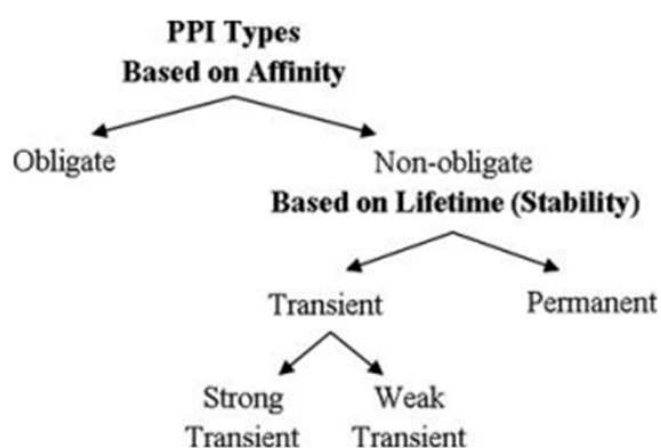 PPI Types
Based on Affinity
Obligate
Non-obligate
Based on Lifetime (Stability)
Transient
Permanent
Strong
Transient
Weak
Transient